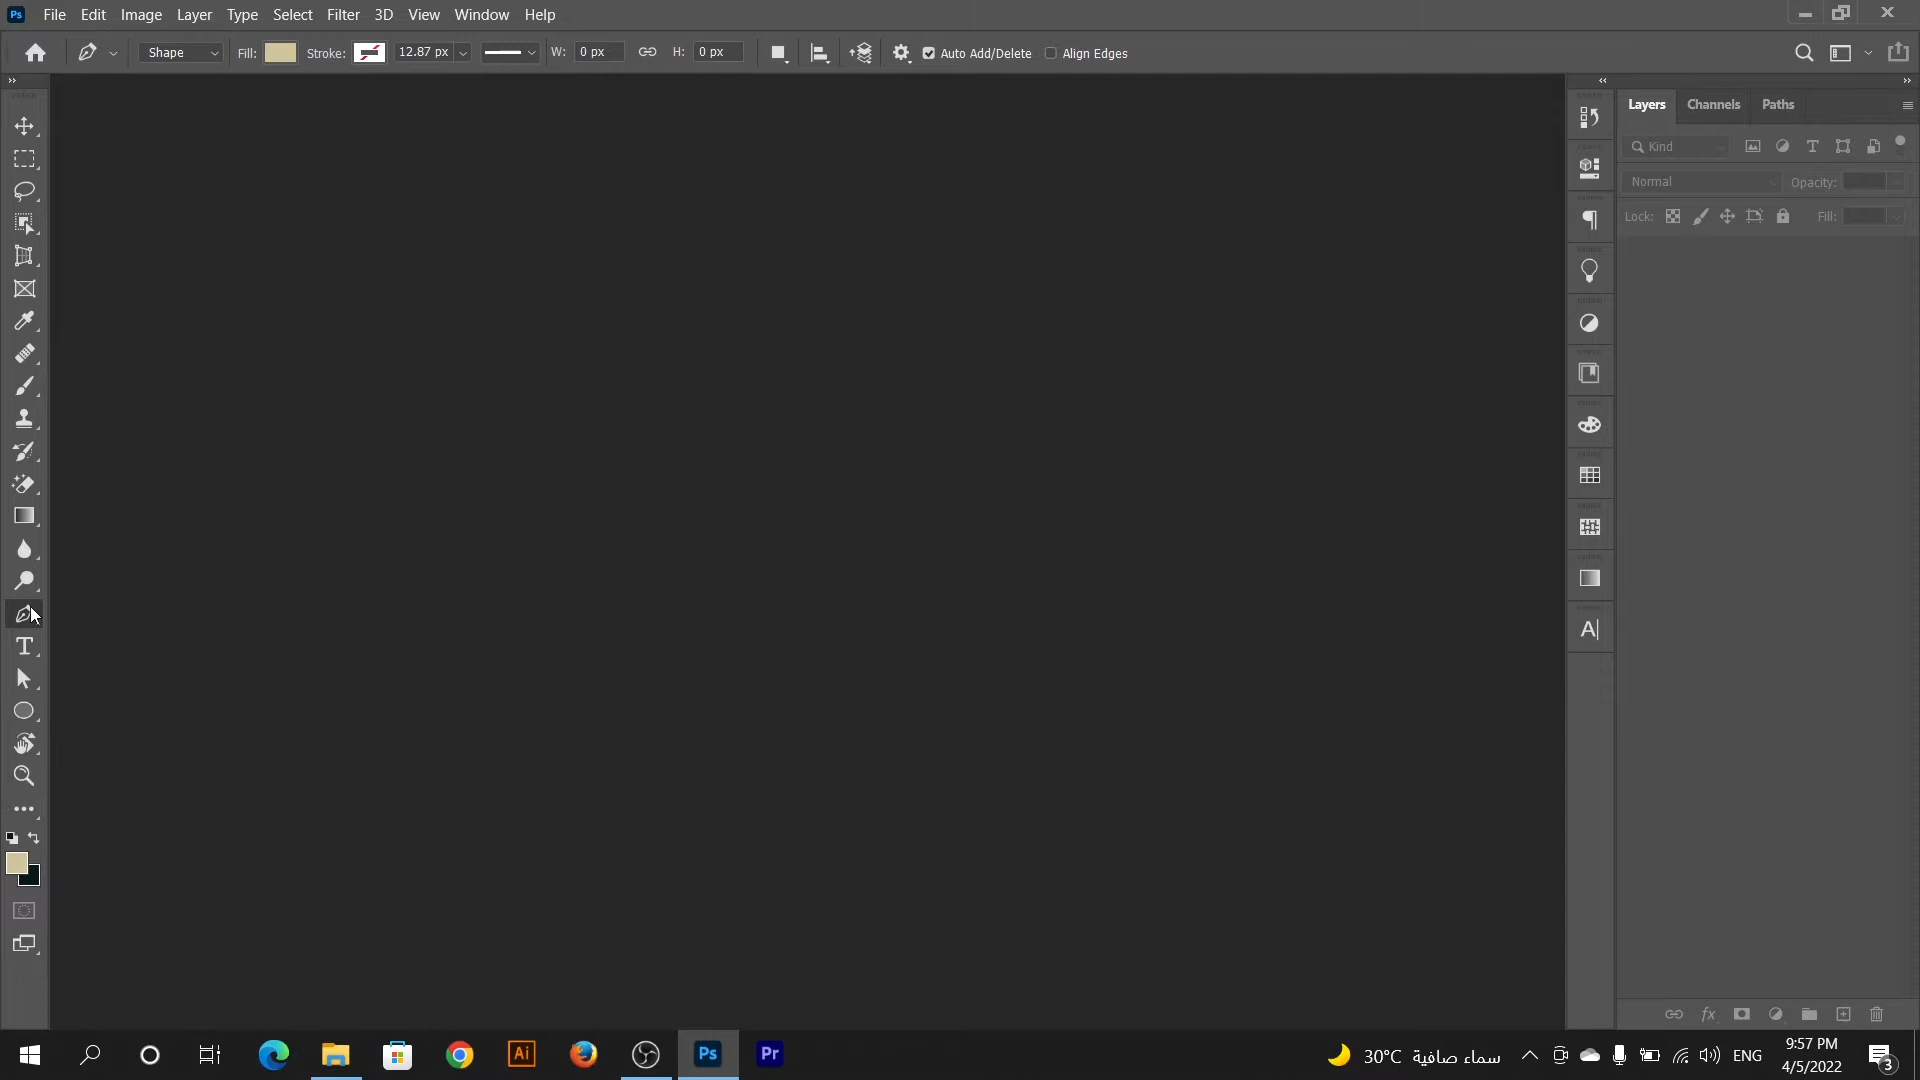 Ps File Edit Image Layer Type Select Filter 3D View Window Help
Shape Fill: Stroke: 12.87 px W: 0 px H: 0 px Auto Add/Delete Align Edges
Layers Channels Paths
Kind
Normal Opacity:
Lock: Fill:
fx
Ai Ps Pr 30°C سماء صافية ENG
9:57 PM
4/5/2022
3